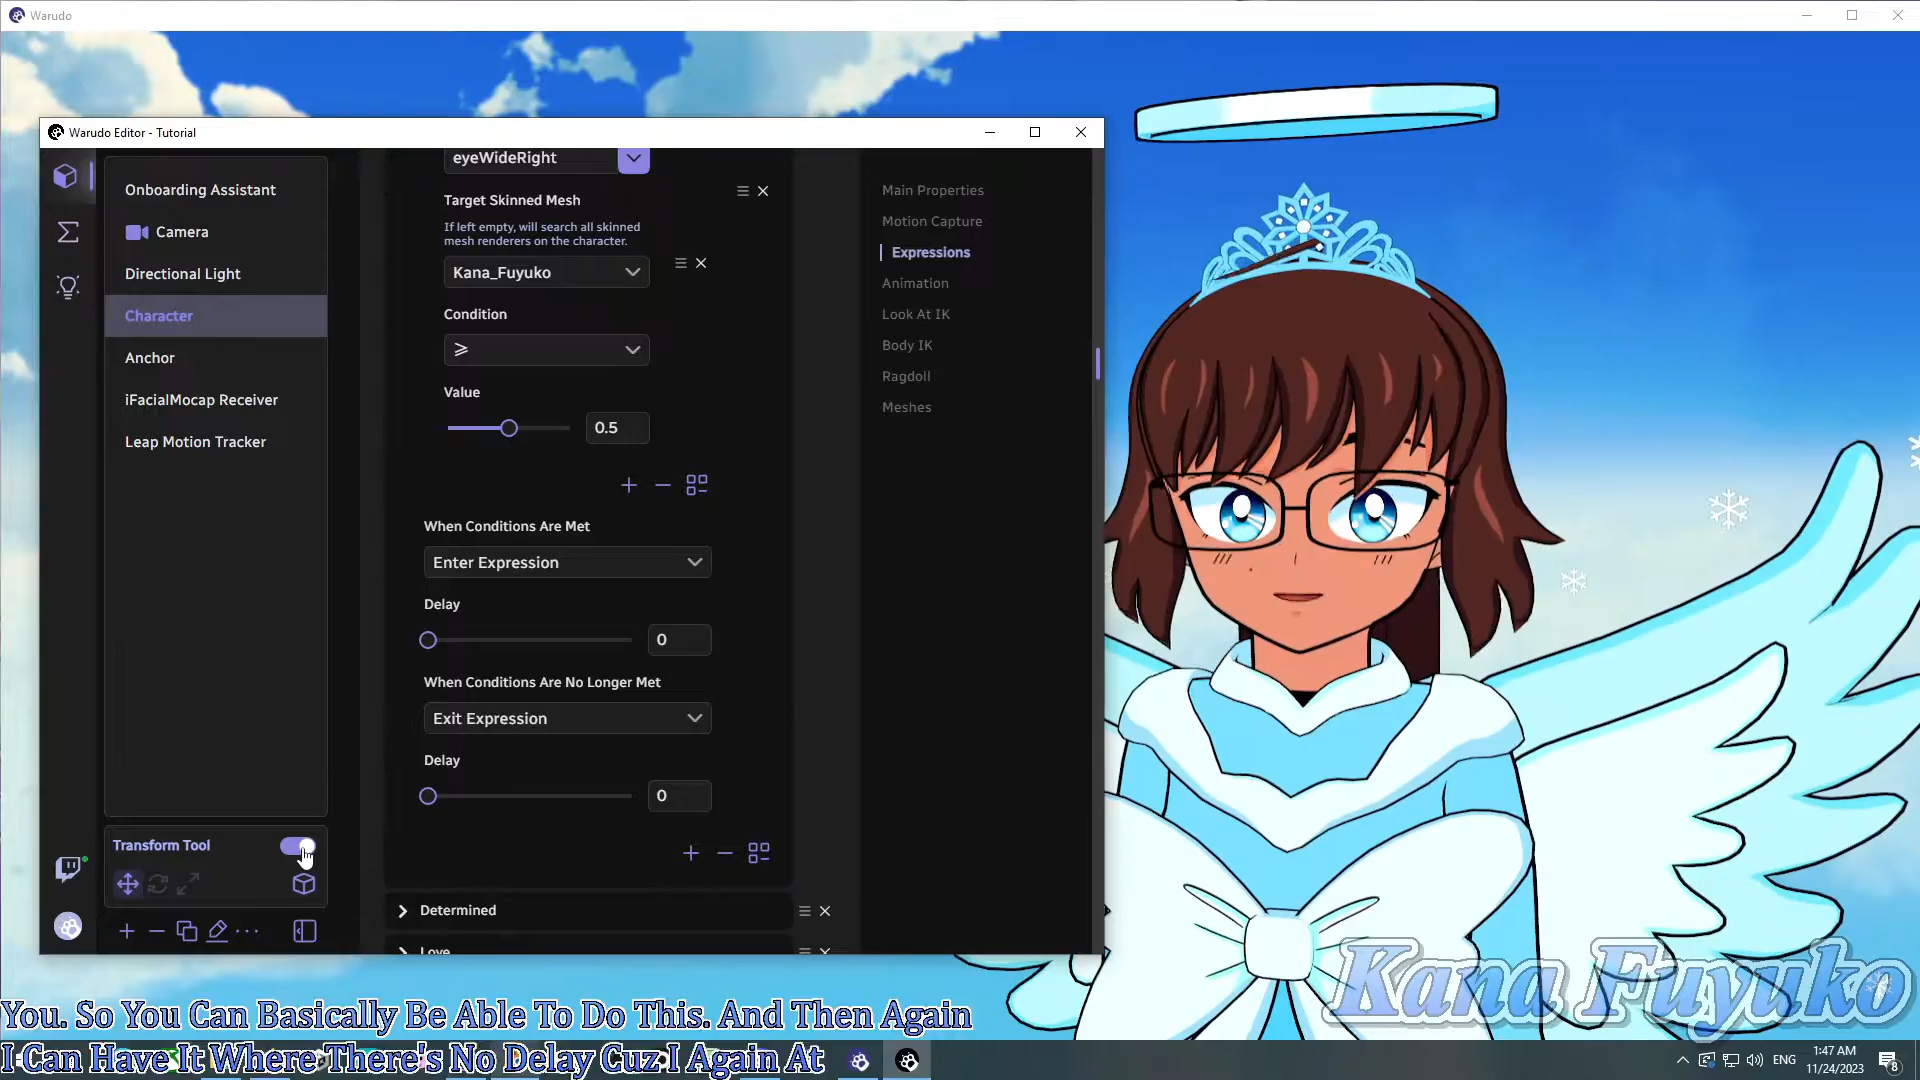 Warudo
Warudo Editor - Tutorial
Onboarding Assistant
Camera
Directional Light
Character
Anchor
iFacialMocap Receiver
Leap Motion Tracker
Transform Tool
eyeWideRight
Target Skinned Mesh
If left empty, will search all skinned
mesh renderers on the character.
Kana_Fuyuko
Condition
≥
Value
0.5
When Conditions Are Met
Enter Expression
Delay
0
When Conditions Are No Longer Met
Exit Expression
Delay
0
Determined
Love
Main Properties
Motion Capture
Expressions
Animation
Look At IK
Body IK
Ragdoll
Meshes
Kana Fuyuko
You. So You Can Basically Be Able To Do This. And Then Again
I Can Have It Where There's No Delay Cuz I Again At
ENG
1:47 AM
11/24/2023
8